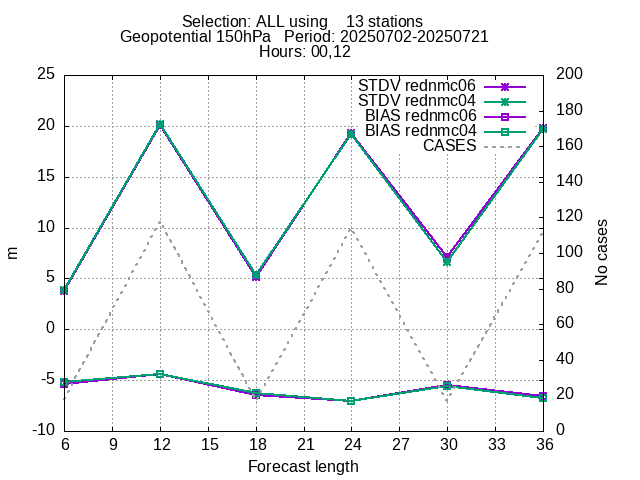 Selection: ALL using    13 stations
Geopotential 150hPa   Period: 20250702-20250721
Hours: 00,12
25
20
15
10
5
0
-5
-10
m
200
180
160
140
120
100
80
60
40
20
0
No cases
STDV rednmc06
STDV rednmc04
BIAS rednmc06
BIAS rednmc04
CASES
6 9 12 15 18 21 24 27 30 33 36
Forecast length